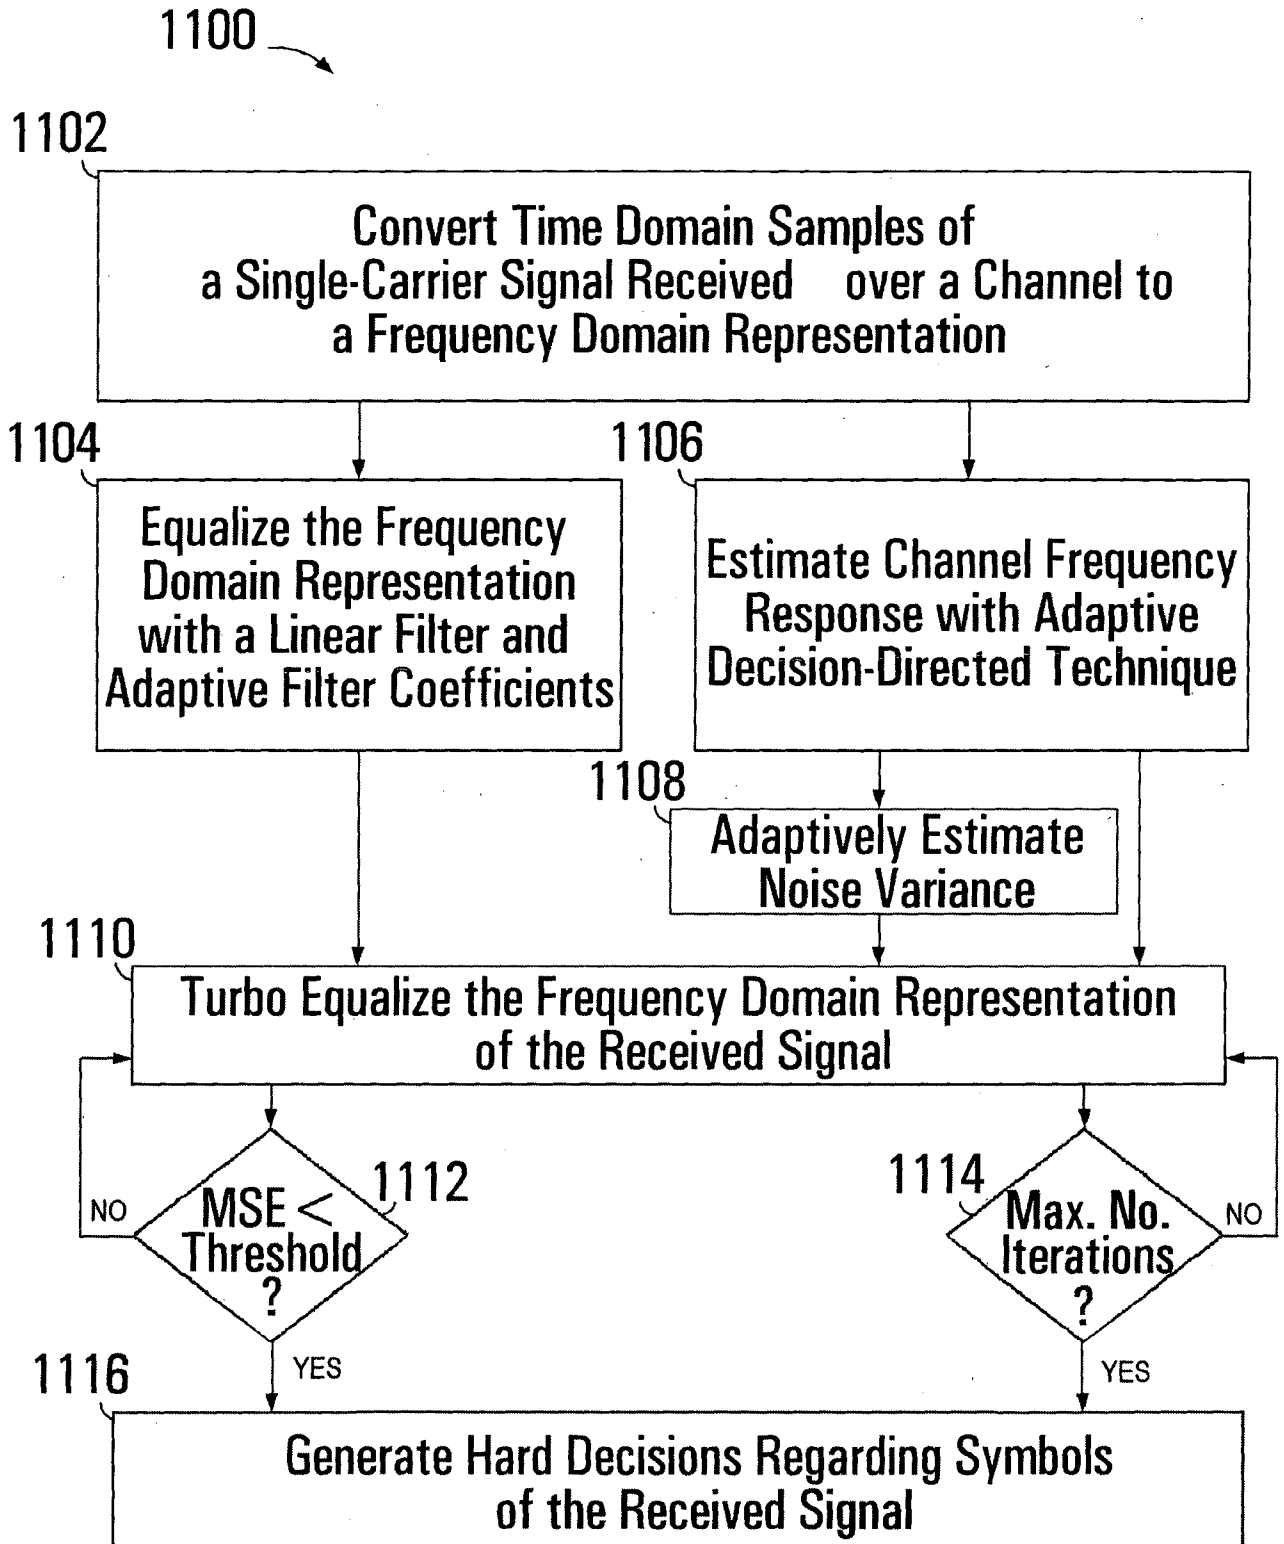 1100
1102
Convert Time Domain Samples of
a Single-Carrier Signal Received over a Channel to
a Frequency Domain Representation
1104
Equalize the Frequency
Domain Representation
with a Linear Filter and
Adaptive Filter Coefficients
1106
Estimate Channel Frequency
Response with Adaptive
Decision-Directed Technique
1108
Adaptively Estimate
Noise Variance
1110
Turbo Equalize the Frequency Domain Representation
of the Received Signal
1112
MSE <
Threshold
?
NO
YES
1114
Max. No.
Iterations
?
NO
YES
1116
Generate Hard Decisions Regarding Symbols
of the Received Signal